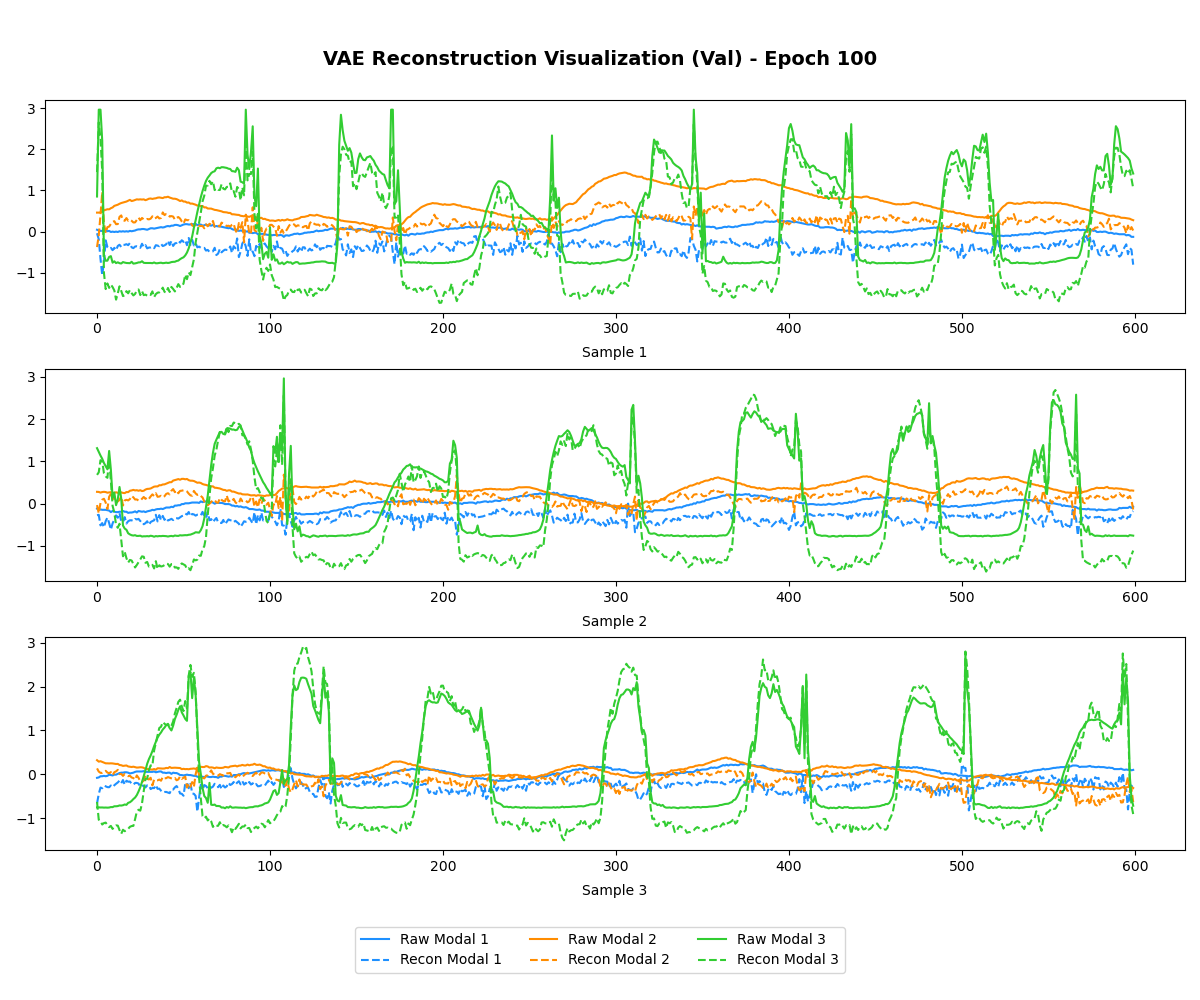 VAE Reconstruction Visualization (Val) - Epoch 100
3
2
1
0
−1
0 100 200 300 400 500 600
Sample 1
3
2
1
0
−1
0 100 200 300 400 500 600
Sample 2
3
2
1
0
−1
0 100 200 300 400 500 600
Sample 3
Raw Modal 1 Raw Modal 2 Raw Modal 3
Recon Modal 1 Recon Modal 2 Recon Modal 3